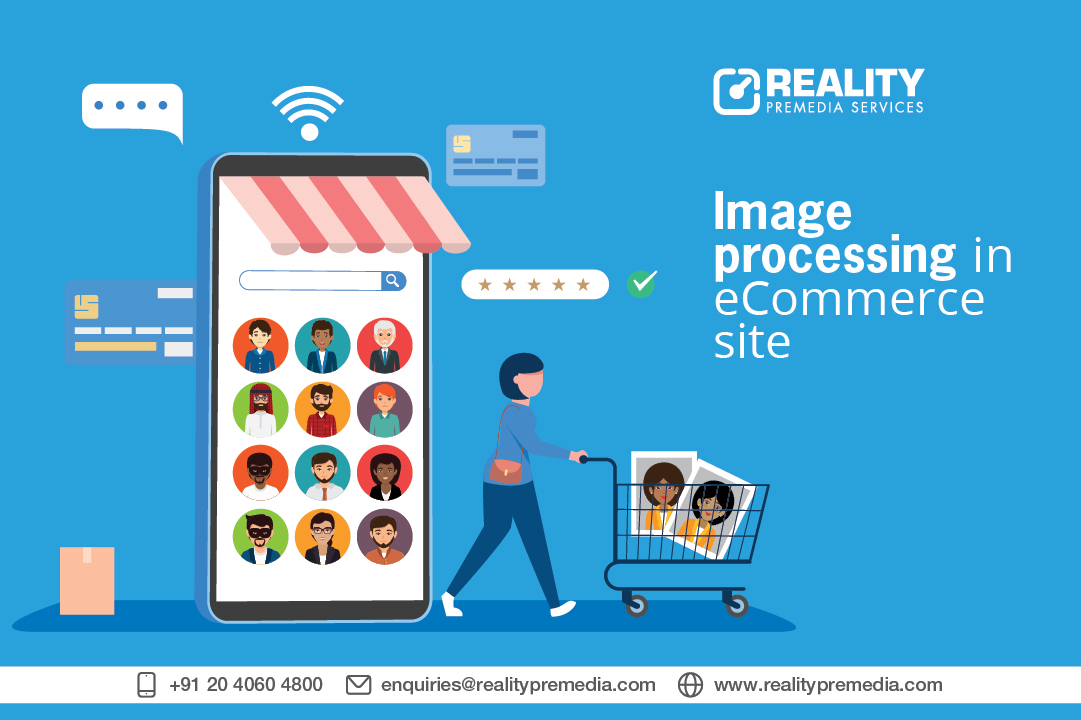 REALITY
PREMEDIA SERVICES
Image
processing in
eCommerce
site
+91 20 4060 4800
enquiries@realitypremedia.com
www.realitypremedia.com